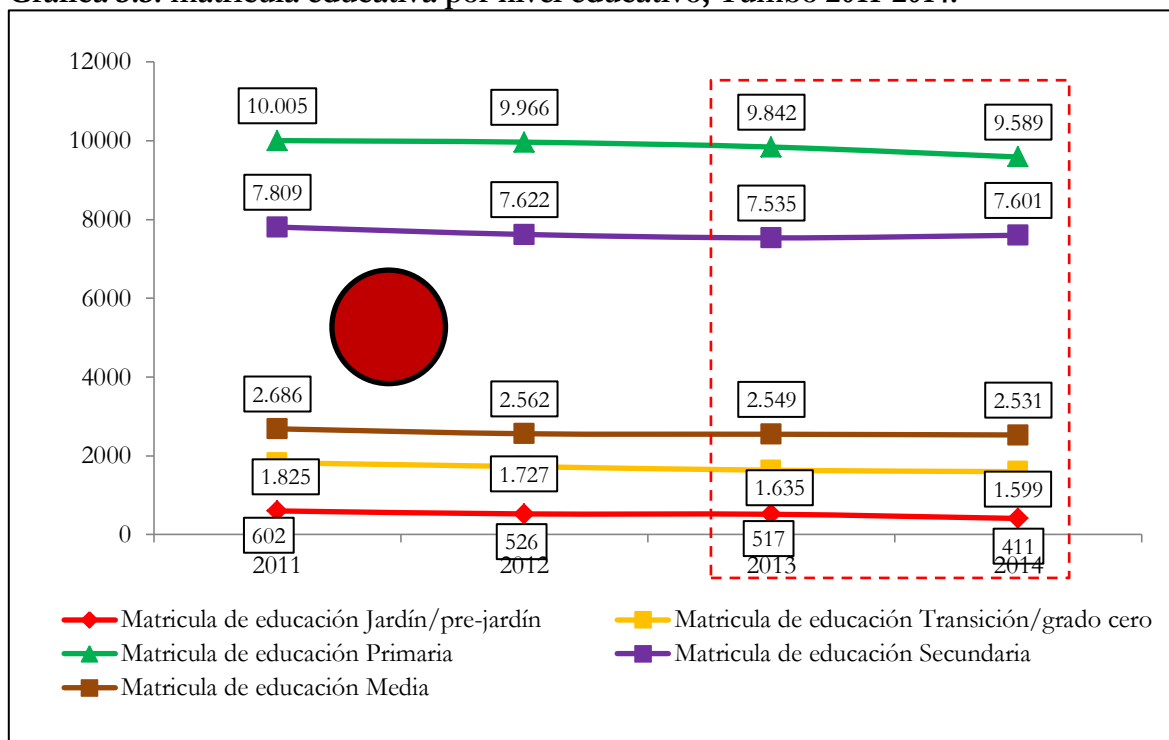 Gráfica 5.3. matricula educativa por nivel educativo, Yumbo 2011-2014.
12000
10.005 9.966 9.842 9.589
10000
7.809 7.622 7.535 7.601
8000
6000
4000
2.686 2.562 2.549 2.531
2000
1.825 1.727 1.635 1.599
0
602 526 517 411
2011 2012 2013 2014
Matricula de educación Jardín/pre-jardín Matricula de educación Transición/grado cero
Matricula de educación Primaria Matricula de educación Secundaria
Matricula de educación Media